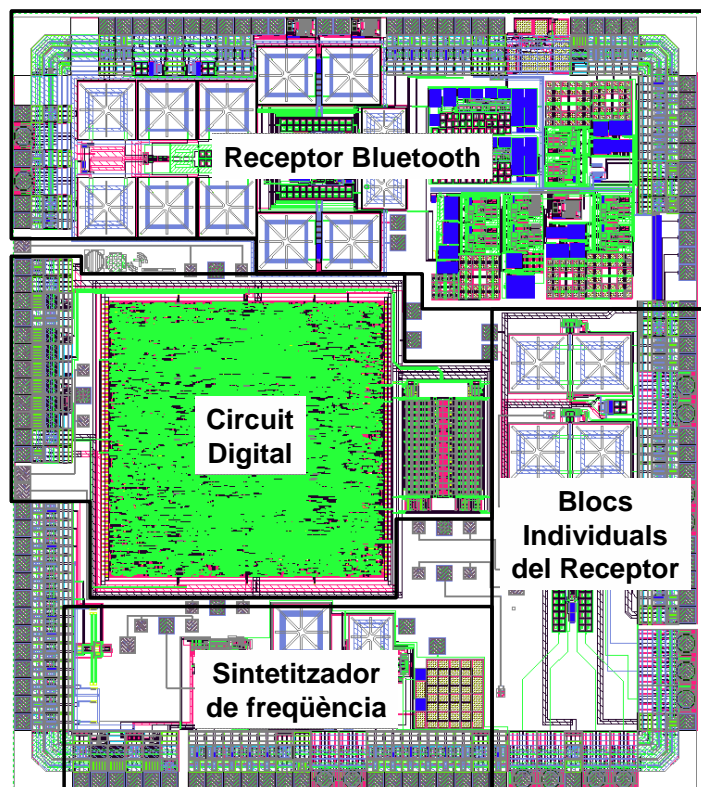 Receptor Bluetooth
Circuit
Digital
Blocs
Individuals
del Receptor
Sintetitzador
de freqüència